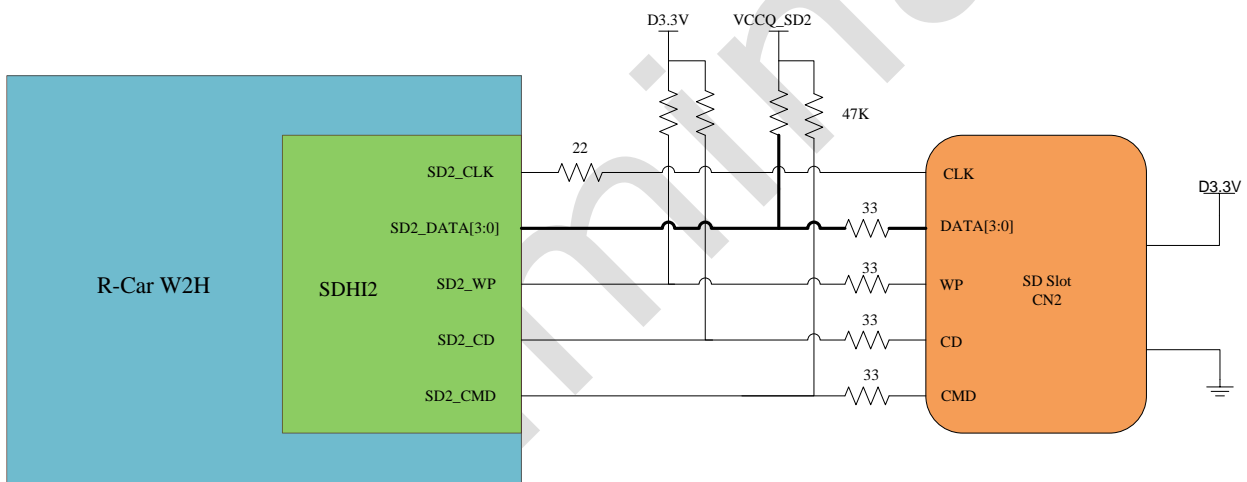 D3.3V
VCCQ_SD2
47K
22
SD2_CLK
CLK
D3.3V
33
SD2_DATA[3:0]
DATA[3:0]
R-Car W2H
SDHI2
33
SD2_WP
WP
SD Slot
CN2
33
SD2_CD
CD
33
SD2_CMD
CMD